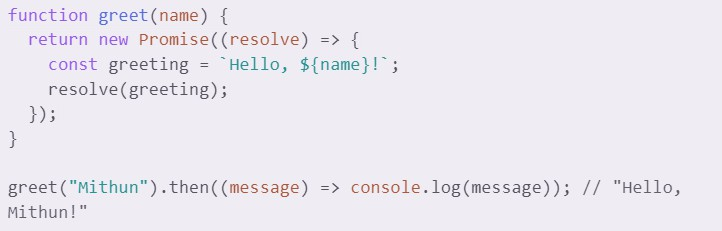 function greet(name) {
  return new Promise((resolve) => {
    const greeting = `Hello, ${name}!`;
    resolve(greeting);
  });
}

greet("Mithun").then((message) => console.log(message)); // "Hello,
Mithun!"